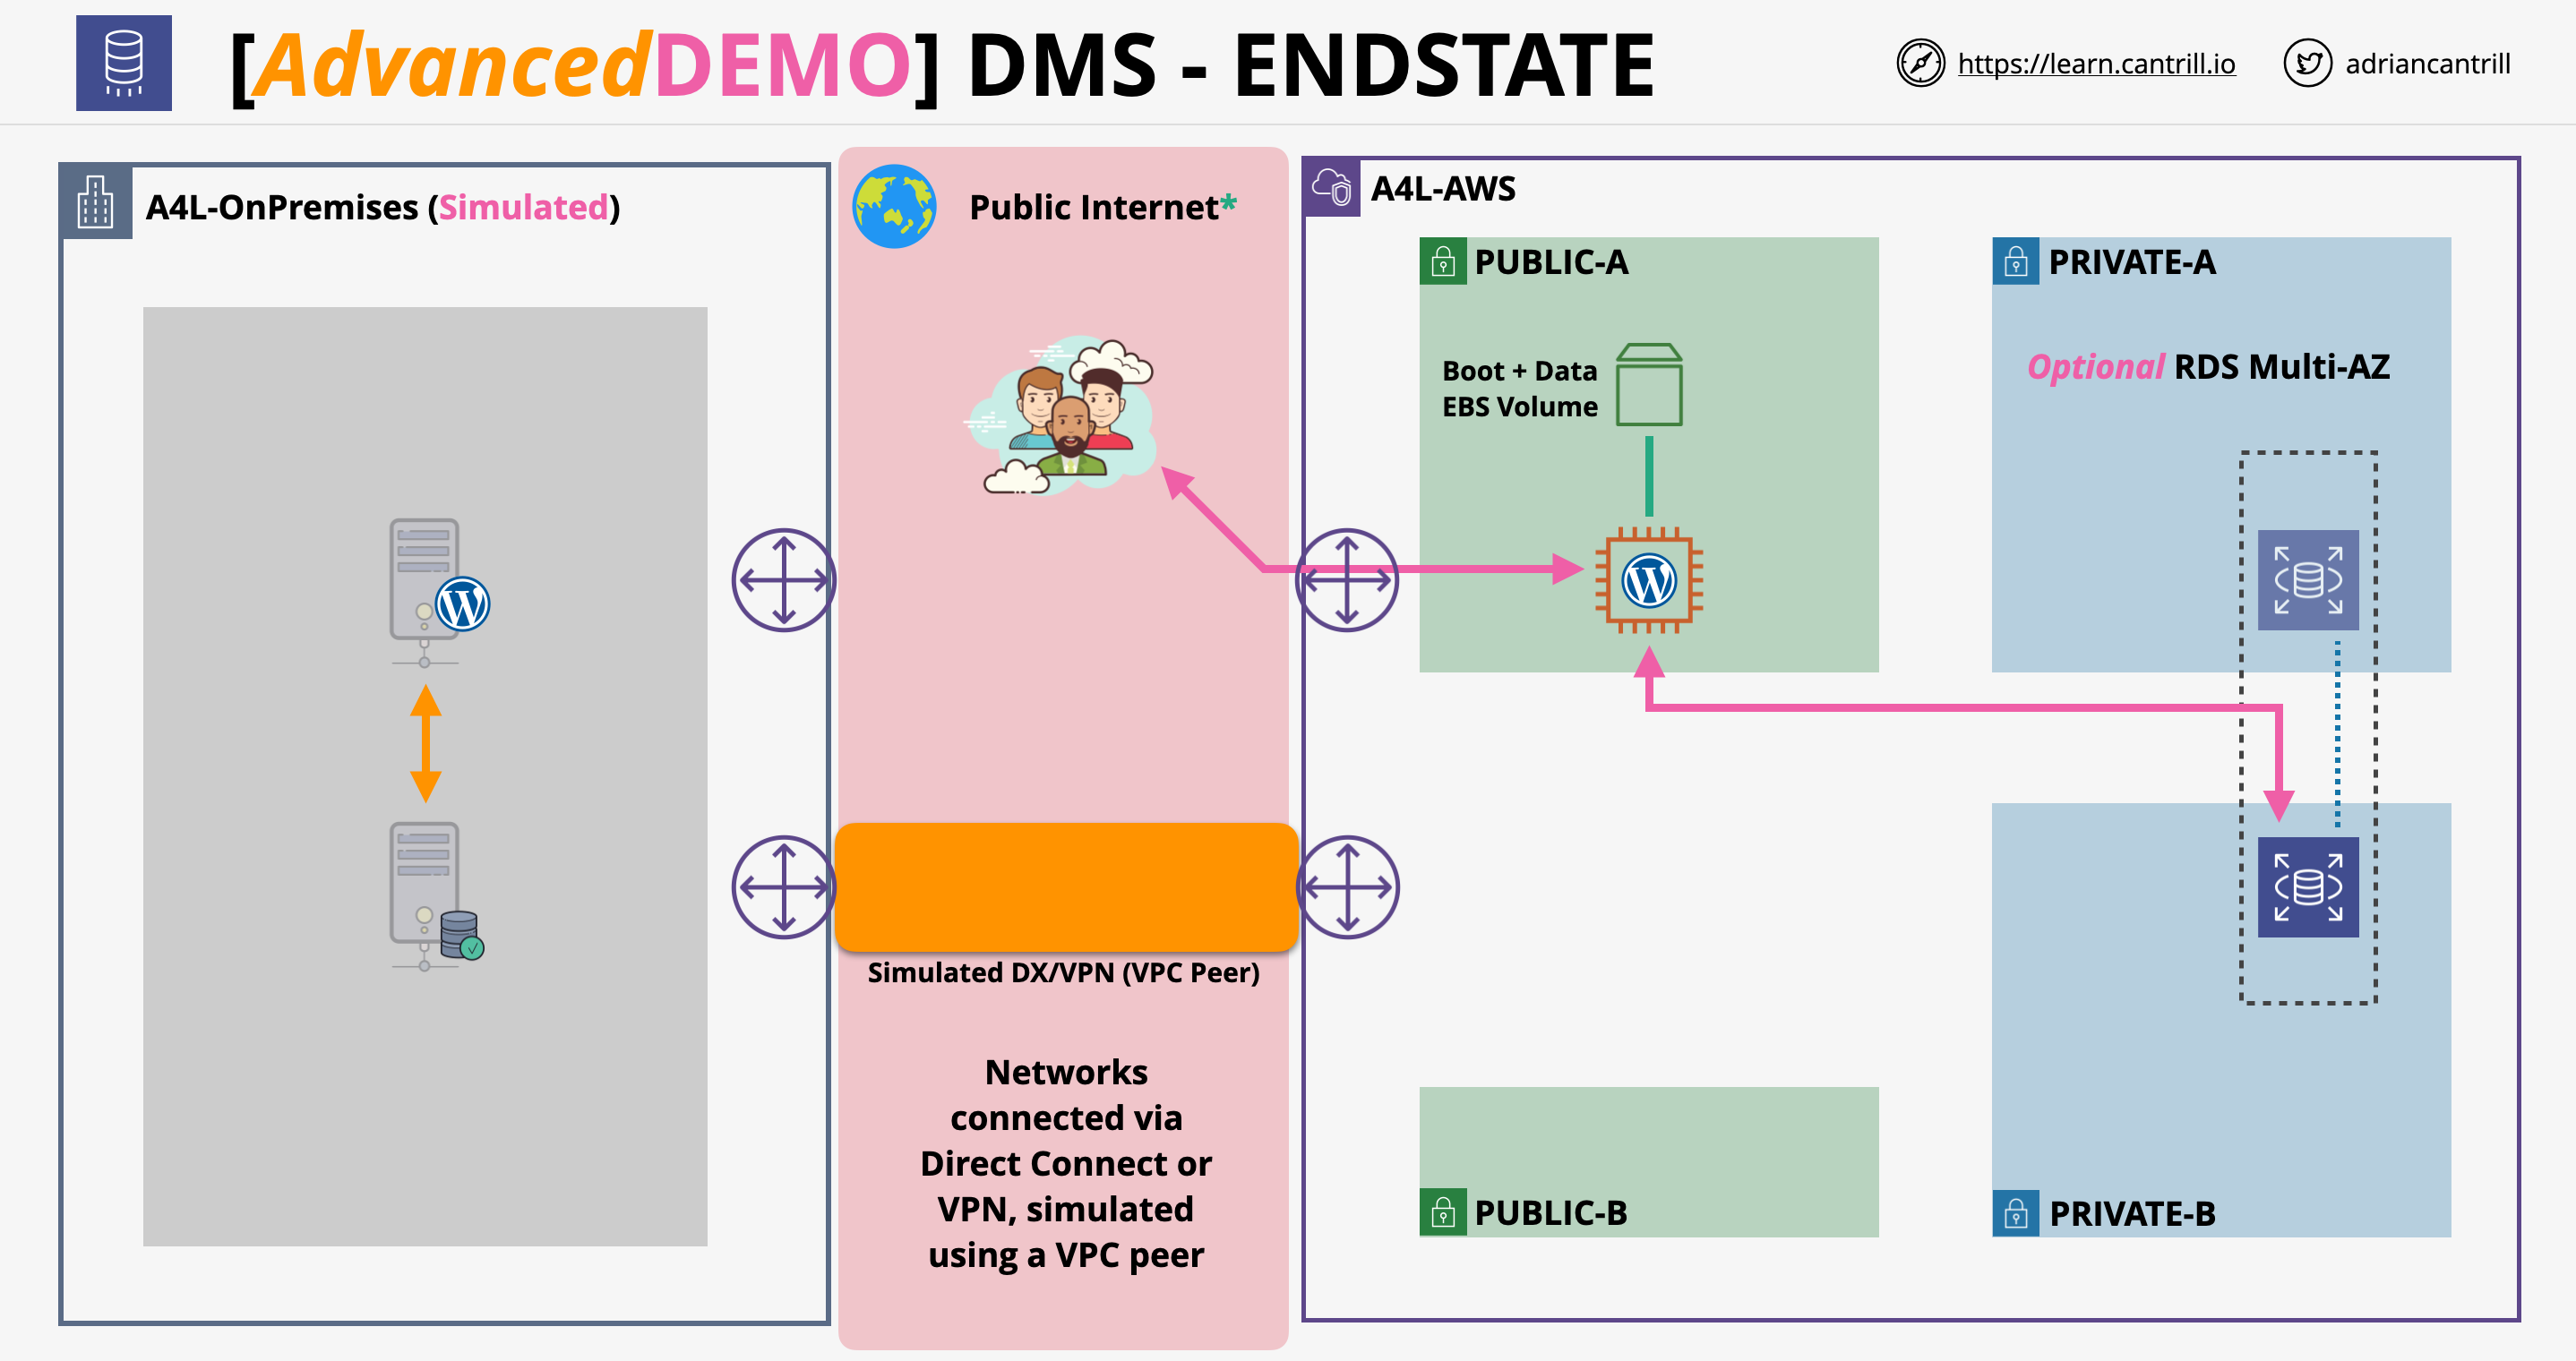 [AdvancedDEMO] DMS - ENDSTATE
https://learn.cantrill.io
adriancantrill
A4L-OnPremises (Simulated)
Public Internet*
Simulated DX/VPN (VPC Peer)
Networks
connected via
Direct Connect or
VPN, simulated
using a VPC peer
A4L-AWS
PUBLIC-A
Boot + Data
EBS Volume
PRIVATE-A
Optional RDS Multi-AZ
PUBLIC-B
PRIVATE-B